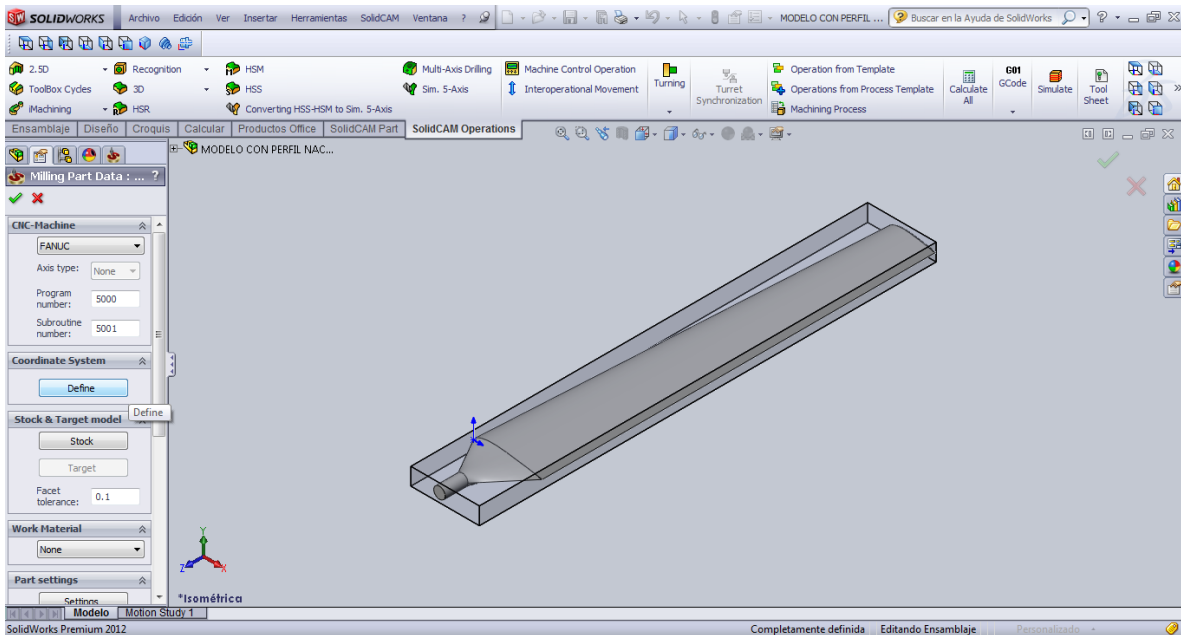 SOLIDWORKS Archivo Edición Ver Insertar Herramientas SolidCAM Ventana ? MODELO CON PERFIL ... Buscar en la Ayuda de SolidWorks
2.5D Recognition HSM Multi-Axis Drilling Machine Control Operation Operation from Template
ToolBox Cycles 3D HSS Sim. 5-Axis Interoperational Movement Turning Turret Synchronization Operations from Process Template Calculate All G01 GCode Simulate Tool Sheet
iMachining HSR Converting HSS-HSM to Sim. 5-Axis Machining Process
Ensamblaje Diseño Croquis Calcular Productos Office SolidCAM Part SolidCAM Operations
MODELO CON PERFIL NAC...
Milling Part Data : ... ?
CNC-Machine
FANUC
Axis type: None
Program number: 5000
Subroutine number: 5001
Coordinate System
Define
Define
Stock & Target model
Stock
Target
Facet tolerance: 0.1
Work Material
None
Part settings
Settings
Y
Z
X
*Isométrica
Modelo Motion Study 1
SolidWorks Premium 2012 Completamente definida Editando Ensamblaje Personalizado